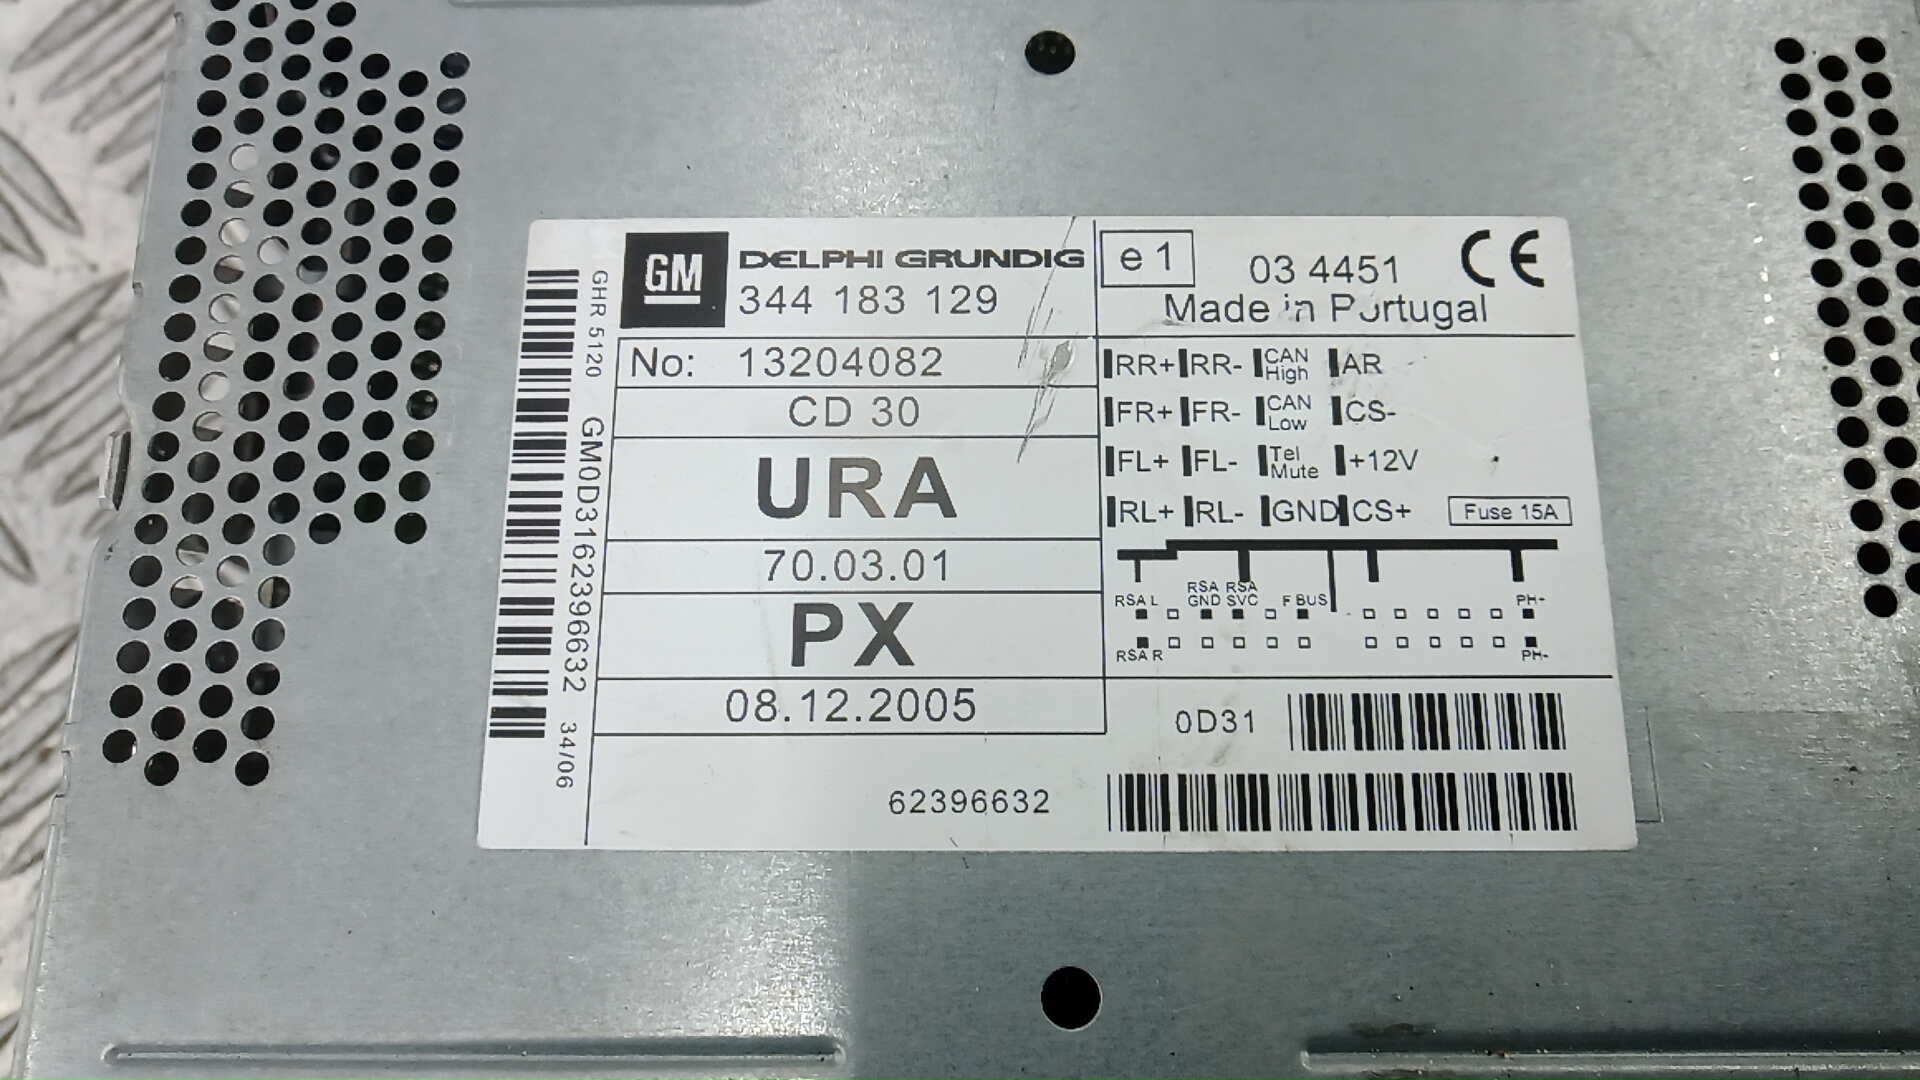 GM
DELPHI GRUNDIG
344 183 129
e1
03 4451
CE
Made in Portugal
No: 13204082
CD 30
URA
70.03.01
PX
08.12.2005
RR+ RR- CAN High AR
FR+ FR- CAN Low CS-
FL+ FL- Tel Mute +12V
RL+ RL- GND CS+
Fuse 15A
RSA L RSA GND RSA SVC F BUS PH+
RSA R PH-
0D31
62396632
GHR 5120 GM0D3162396632 34/06